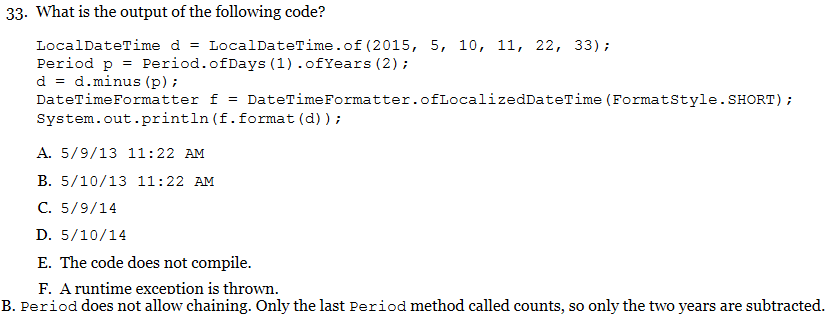 33. What is the output of the following code?
LocalDateTime d = LocalDateTime.of(2015, 5, 10, 11, 22, 33);
Period p = Period.ofDays(1).ofYears(2);
d = d.minus(p);
DateTimeFormatter f = DateTimeFormatter.ofLocalizedDateTime(FormatStyle.SHORT);
System.out.println(f.format(d));
A. 5/9/13 11:22 AM
B. 5/10/13 11:22 AM
C. 5/9/14
D. 5/10/14
E. The code does not compile.
F. A runtime exception is thrown.
B. Period does not allow chaining. Only the last Period method called counts, so only the two years are subtracted.